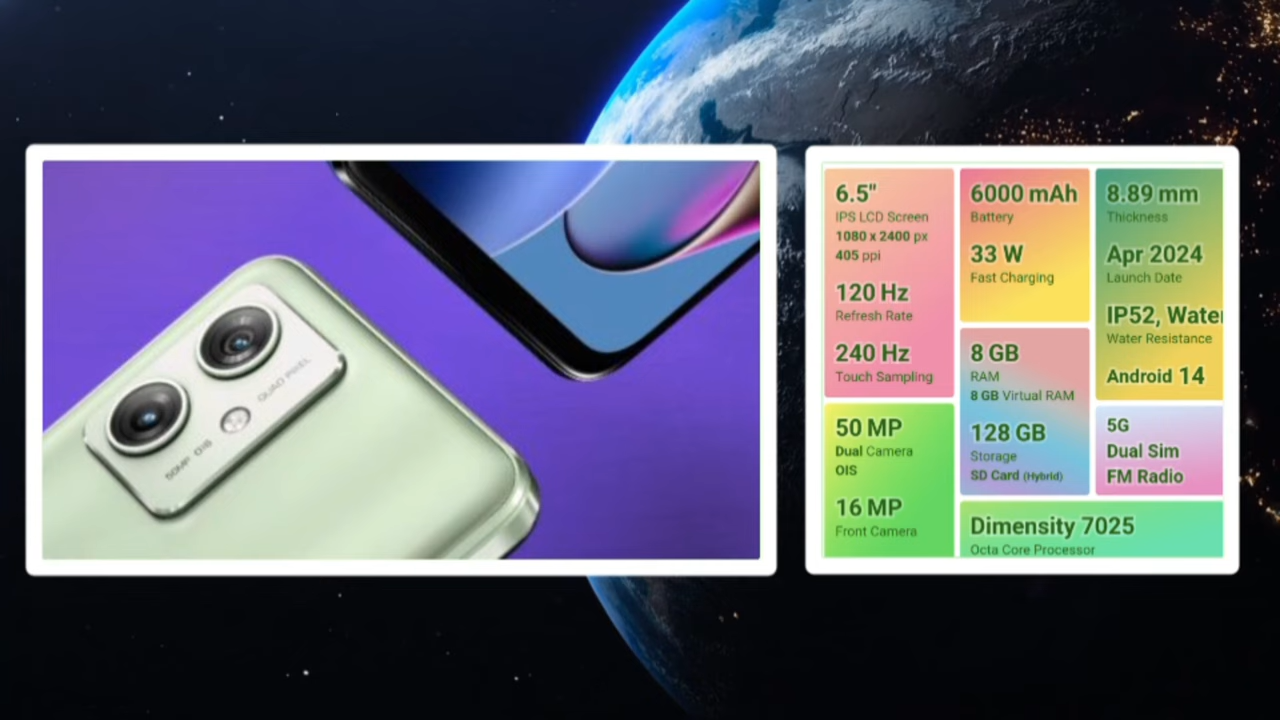 50MP OIS
QUAD PIXEL
6.5"
IPS LCD Screen
1080 x 2400 px
405 ppi
120 Hz
Refresh Rate
240 Hz
Touch Sampling
50 MP
Dual Camera
OIS
16 MP
Front Camera
6000 mAh
Battery
33 W
Fast Charging
8 GB
RAM
8 GB Virtual RAM
128 GB
Storage
SD Card (Hybrid)
8.89 mm
Thickness
Apr 2024
Launch Date
IP52, Water
Water Resistance
Android 14
5G
Dual Sim
FM Radio
Dimensity 7025
Octa Core Processor